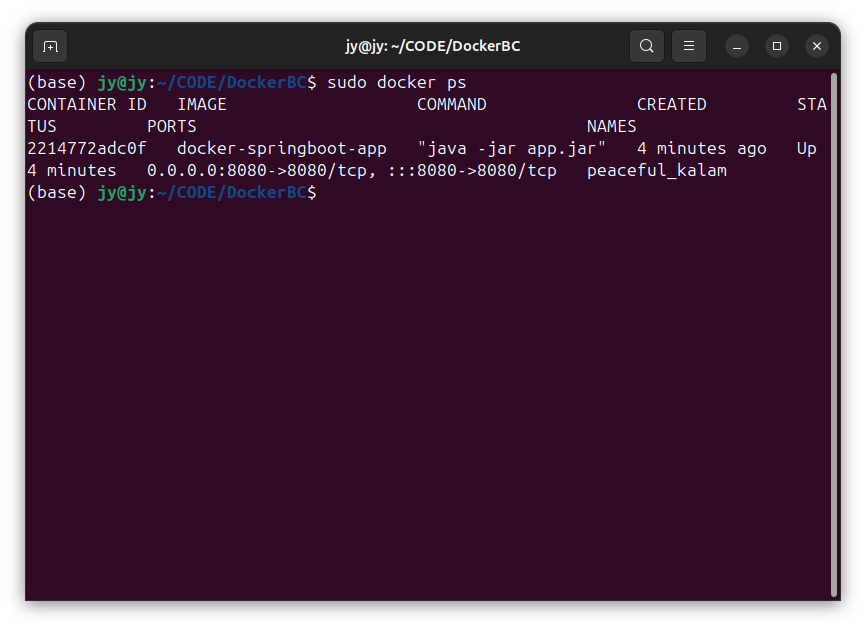 jy@jy: ~/CODE/DockerBC
(base) jy@jy:~/CODE/DockerBC$ sudo docker ps
CONTAINER ID   IMAGE                   COMMAND               CREATED         STA
TUS         PORTS                                       NAMES
2214772adc0f   docker-springboot-app   "java -jar app.jar"   4 minutes ago   Up 
4 minutes   0.0.0.0:8080->8080/tcp, :::8080->8080/tcp   peaceful_kalam
(base) jy@jy:~/CODE/DockerBC$